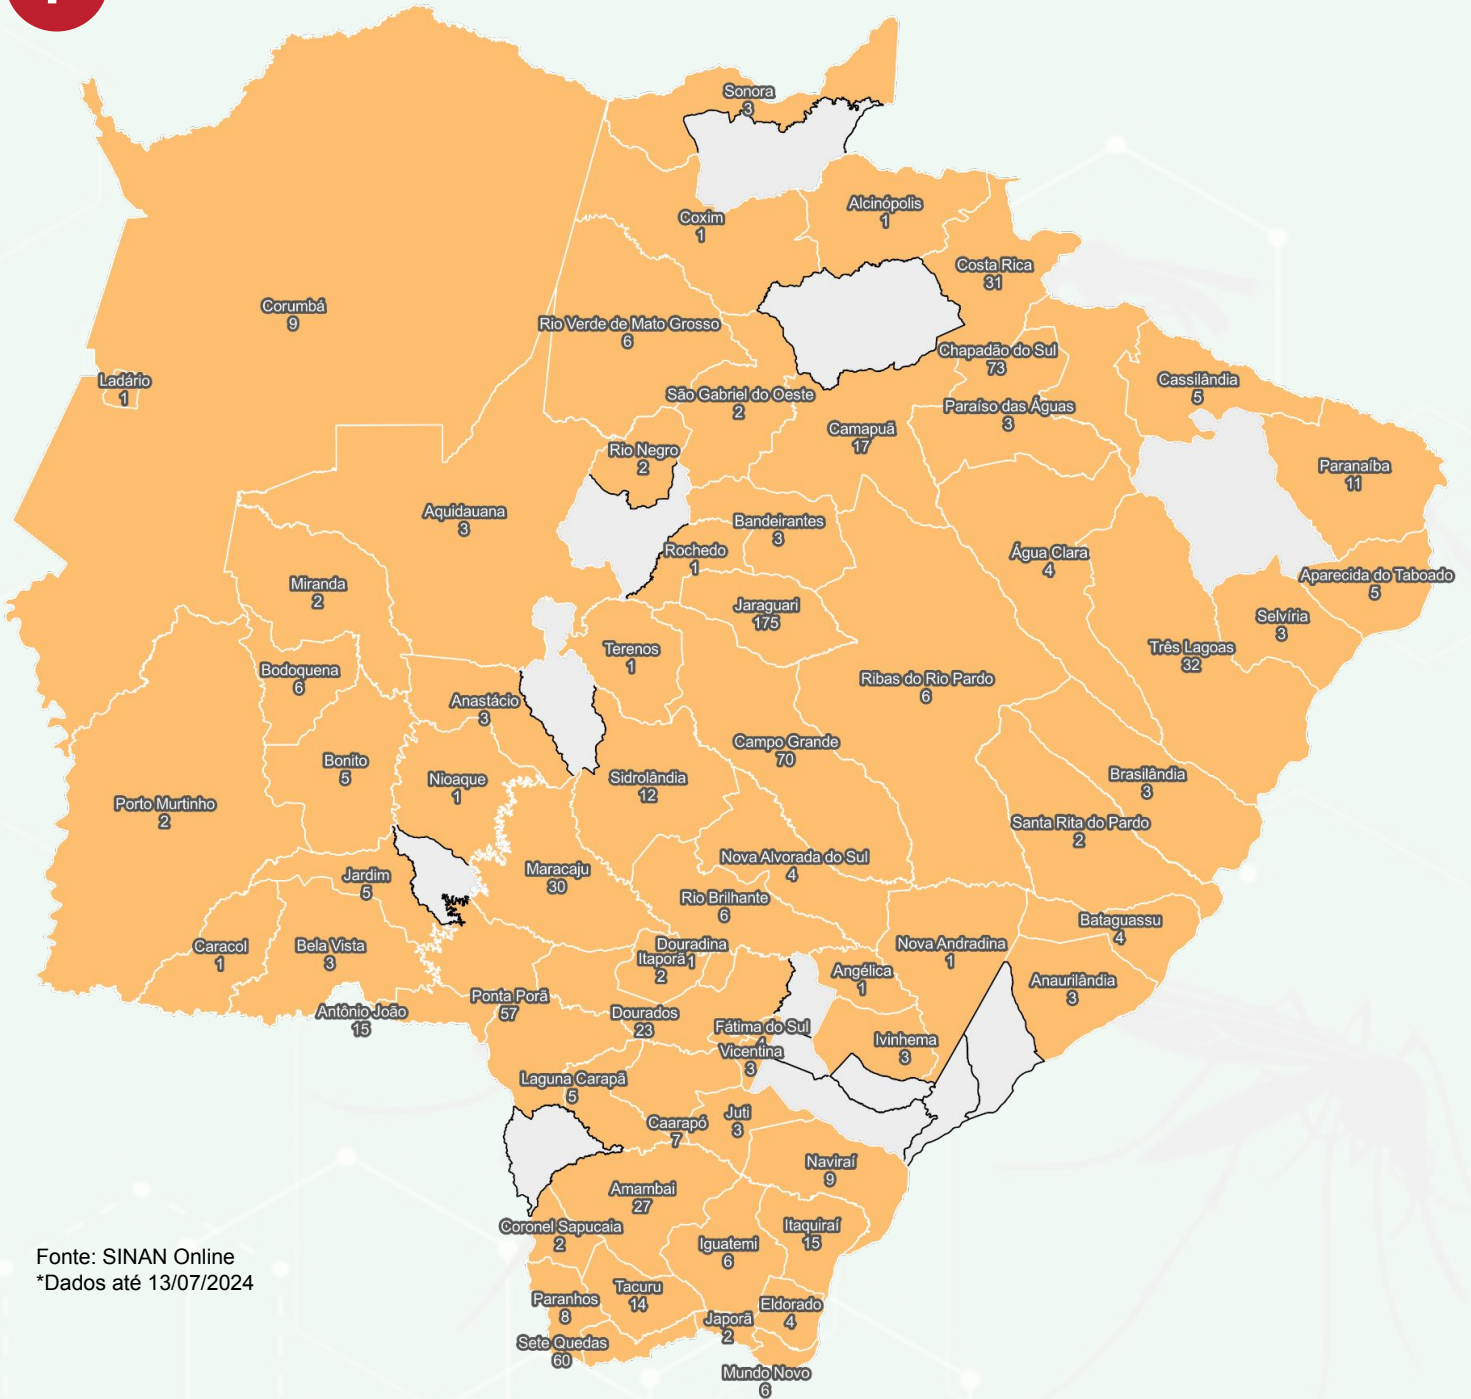 Sonora
3
Coxim
1
Alcinópolis
1
Costa Rica
31
Corumbá
9
Rio Verde de Mato Grosso
6
Chapadão do Sul
73
Ladário
1
Cassilândia
5
São Gabriel do Oeste
2
Paraíso das Águas
3
Camapuã
17
Rio Negro
2
Paranaíba
11
Aquidauana
3
Bandeirantes
3
Rochedo
1
Água Clara
4
Miranda
2
Aparecida do Taboado
5
Jaraguari
175
Selvíria
3
Terenos
1
Três Lagoas
32
Bodoquena
6
Ribas do Rio Pardo
6
Anastácio
3
Campo Grande
70
Bonito
5
Nioaque
1
Sidrolândia
12
Brasilândia
3
Porto Murtinho
2
Santa Rita do Pardo
2
Nova Alvorada do Sul
4
Jardim
5
Maracaju
30
Rio Brilhante
6
Bataguassu
4
Caracol
1
Bela Vista
3
Douradina
1
Itaporã
2
Nova Andradina
1
Angélica
1
Anaurilândia
3
Ponta Porã
57
Antônio João
15
Dourados
23
Fátima do Sul
Ivinhema
3
Vicentina
3
Laguna Carapã
5
Caarapó
7
Juti
3
Naviraí
9
Amambai
27
Coronel Sapucaia
2
Itaquiraí
15
Iguatemi
6
Tacuru
14
Paranhos
8
Eldorado
4
Japorã
2
Sete Quedas
60
Mundo Novo
6
Fonte: SINAN Online
*Dados até 13/07/2024